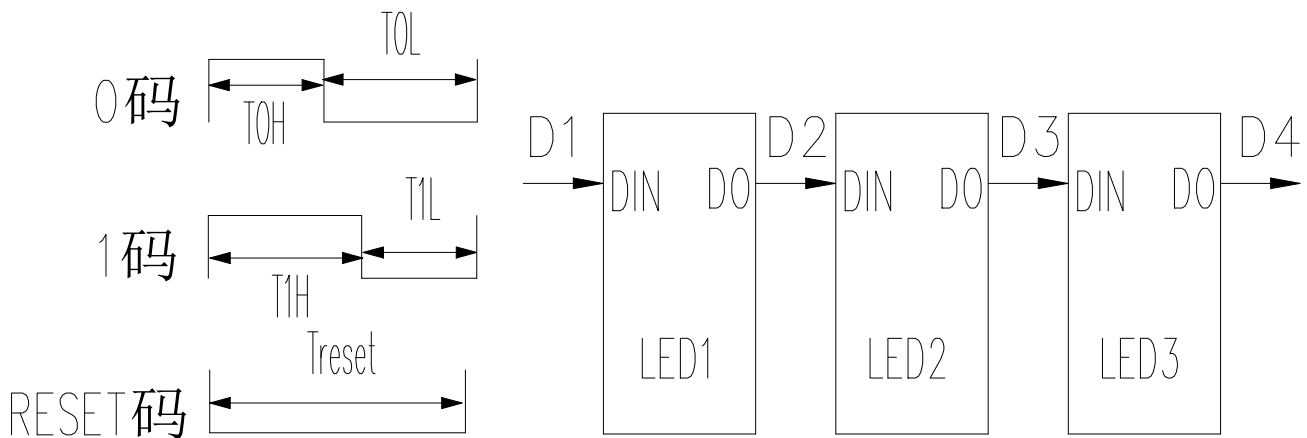 0码
T0H
T0L
1码
T1H
T1L
RESET码
Treset
D1
DIN
DO
LED1
D2
DIN
DO
LED2
D3
DIN
DO
LED3
D4